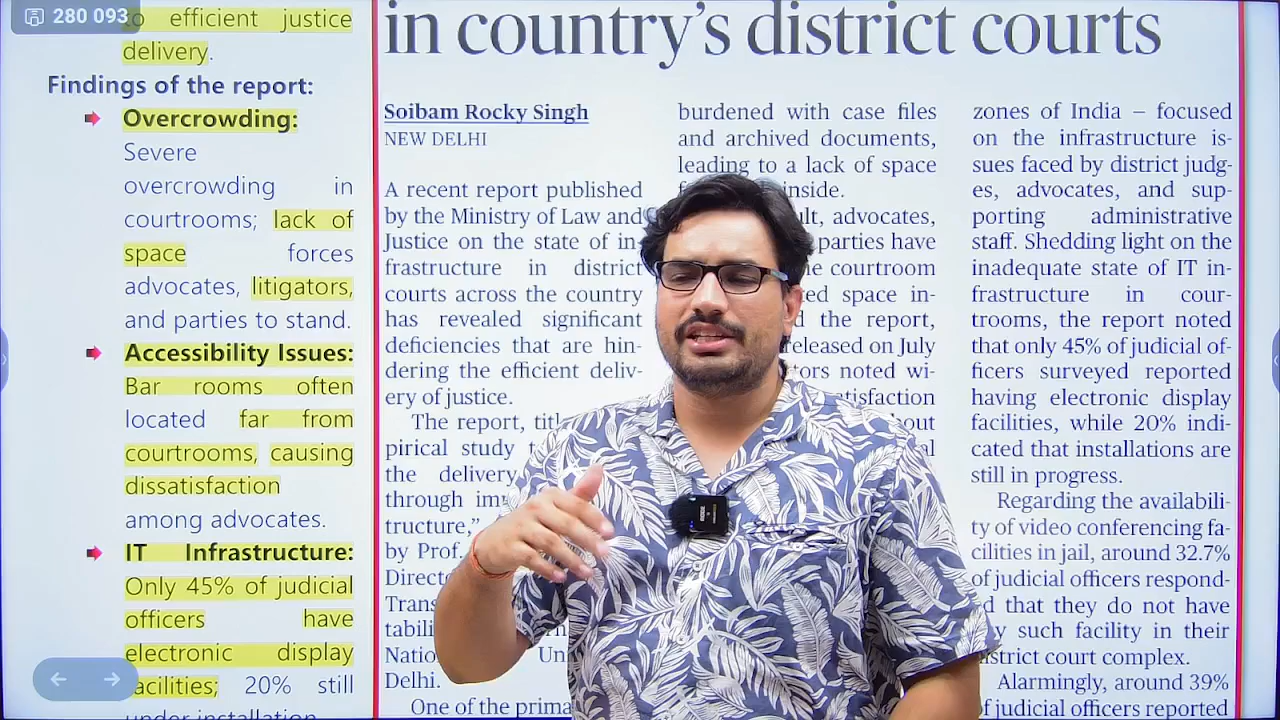 280 093
to efficient justice
delivery.
Findings of the report:
Overcrowding:
Severe
overcrowding in
courtrooms; lack of
space forces
advocates, litigators,
and parties to stand.
Accessibility Issues:
Bar rooms often
located far from
courtrooms, causing
dissatisfaction
among advocates.
IT Infrastructure:
Only 45% of judicial
officers have
electronic display
facilities; 20% still
under installation
in country's district courts
Soibam Rocky Singh
NEW DELHI
A recent report published
by the Ministry of Law and
Justice on the state of in-
frastructure in district
courts across the country
has revealed significant
deficiencies that are hin-
dering the efficient deliv-
ery of justice.
The report, titl
pirical study t
the delivery
through im
tructure,”
by Prof.
Direct
Trans
tabili
Natio Un
Delhi.
One of the prima
burdened with case files
and archived documents,
leading to a lack of space
inside.
ult, advocates,
parties have
e courtroom
ed space in-
d the report,
released on July
tors noted wi-
tisfaction
bout
al
zones of India – focused
on the infrastructure is-
sues faced by district judg-
es, advocates, and sup-
porting administrative
staff. Shedding light on the
inadequate state of IT in-
frastructure in cour-
trooms, the report noted
that only 45% of judicial of-
ficers surveyed reported
having electronic display
facilities, while 20% indi-
cated that installations are
still in progress.
Regarding the availabili-
ty of video conferencing fa-
cilities in jail, around 32.7%
of judicial officers respond-
d that they do not have
y such facility in their
istrict court complex.
Alarmingly, around 39%
f judicial officers reported